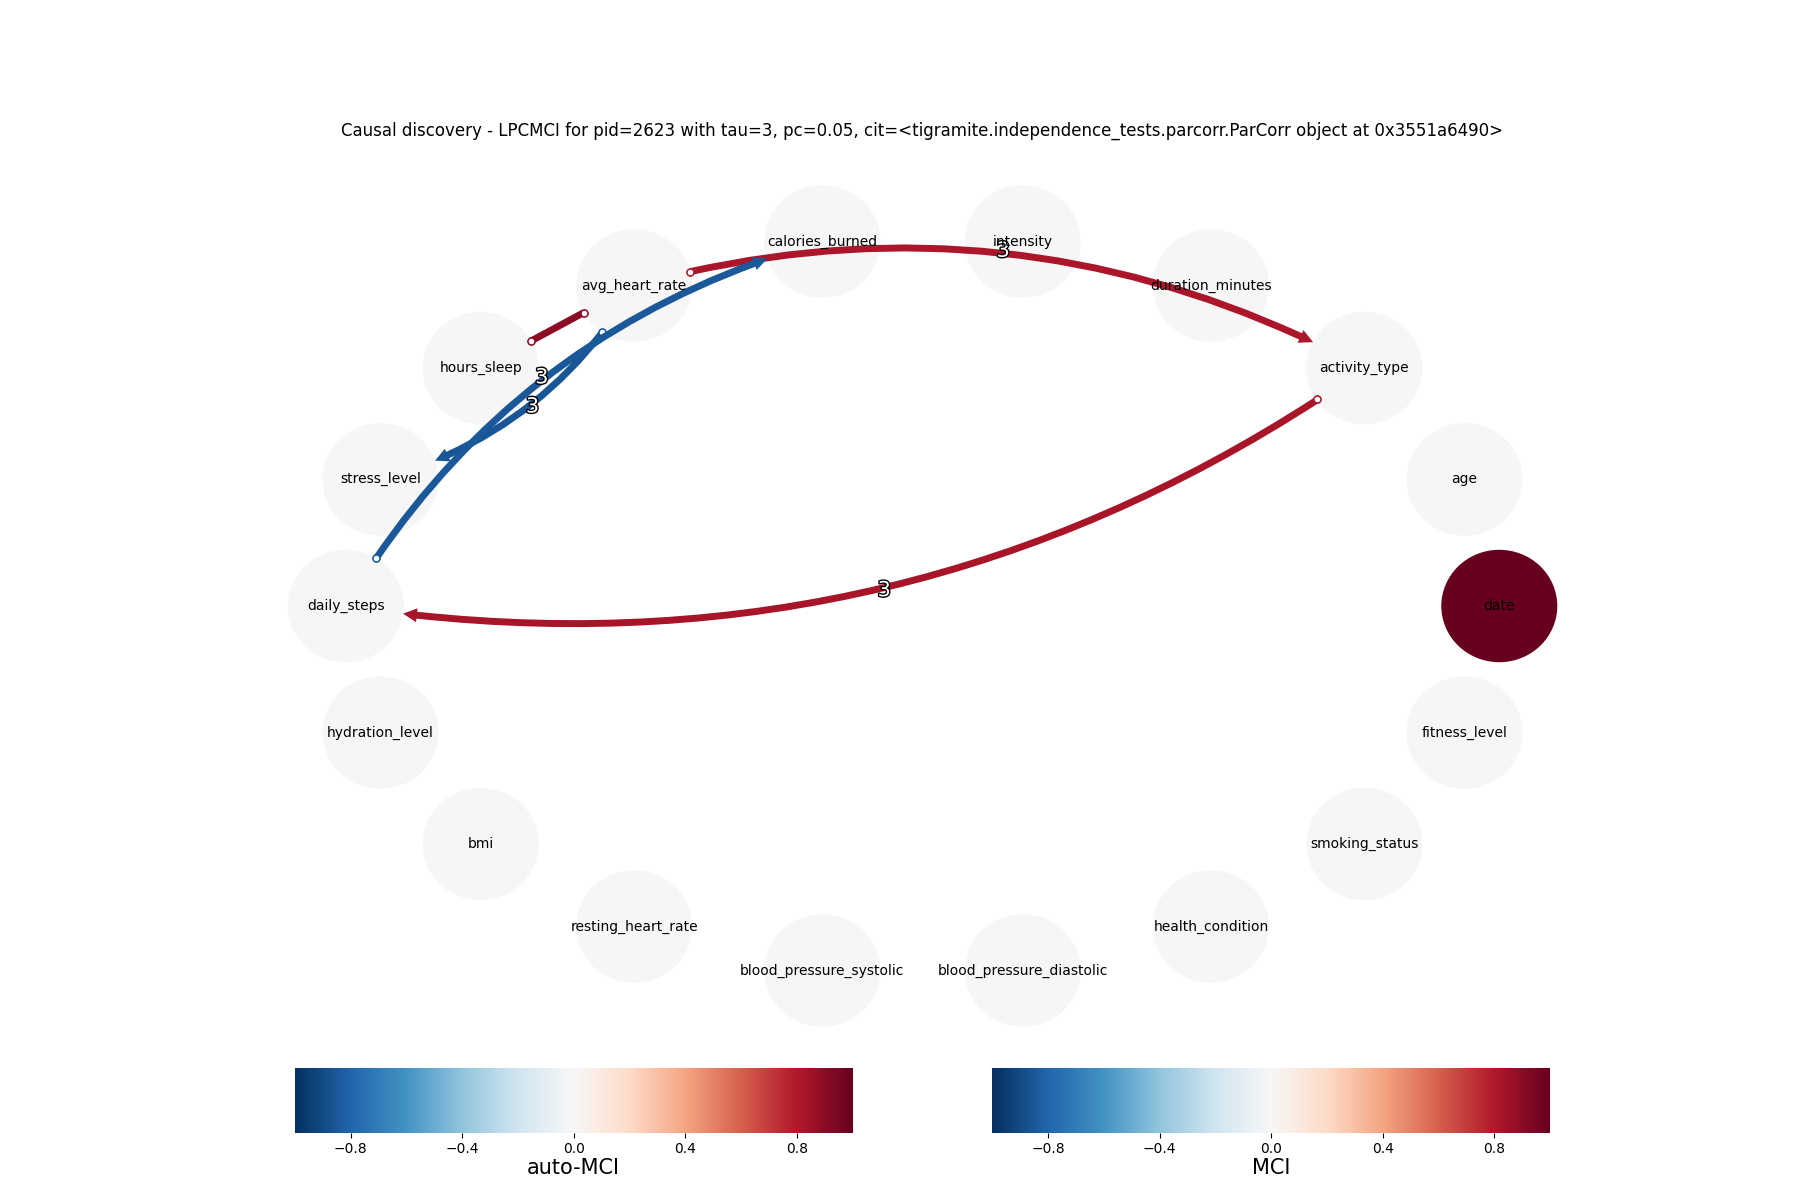 Causal discovery - LPCMCI for pid=2623 with tau=3, pc=0.05, cit=<tigramite.independence_tests.parcorr.ParCorr object at 0x3551a6490>
calories_burned
intensity
3
avg_heart_rate
duration_minutes
hours_sleep
3
activity_type
3
stress_level
age
3
daily_steps
date
hydration_level
fitness_level
bmi
smoking_status
resting_heart_rate
health_condition
blood_pressure_systolic
blood_pressure_diastolic
−0.8 −0.4 0.0 0.4 0.8
auto-MCI
−0.8 −0.4 0.0 0.4 0.8
MCI